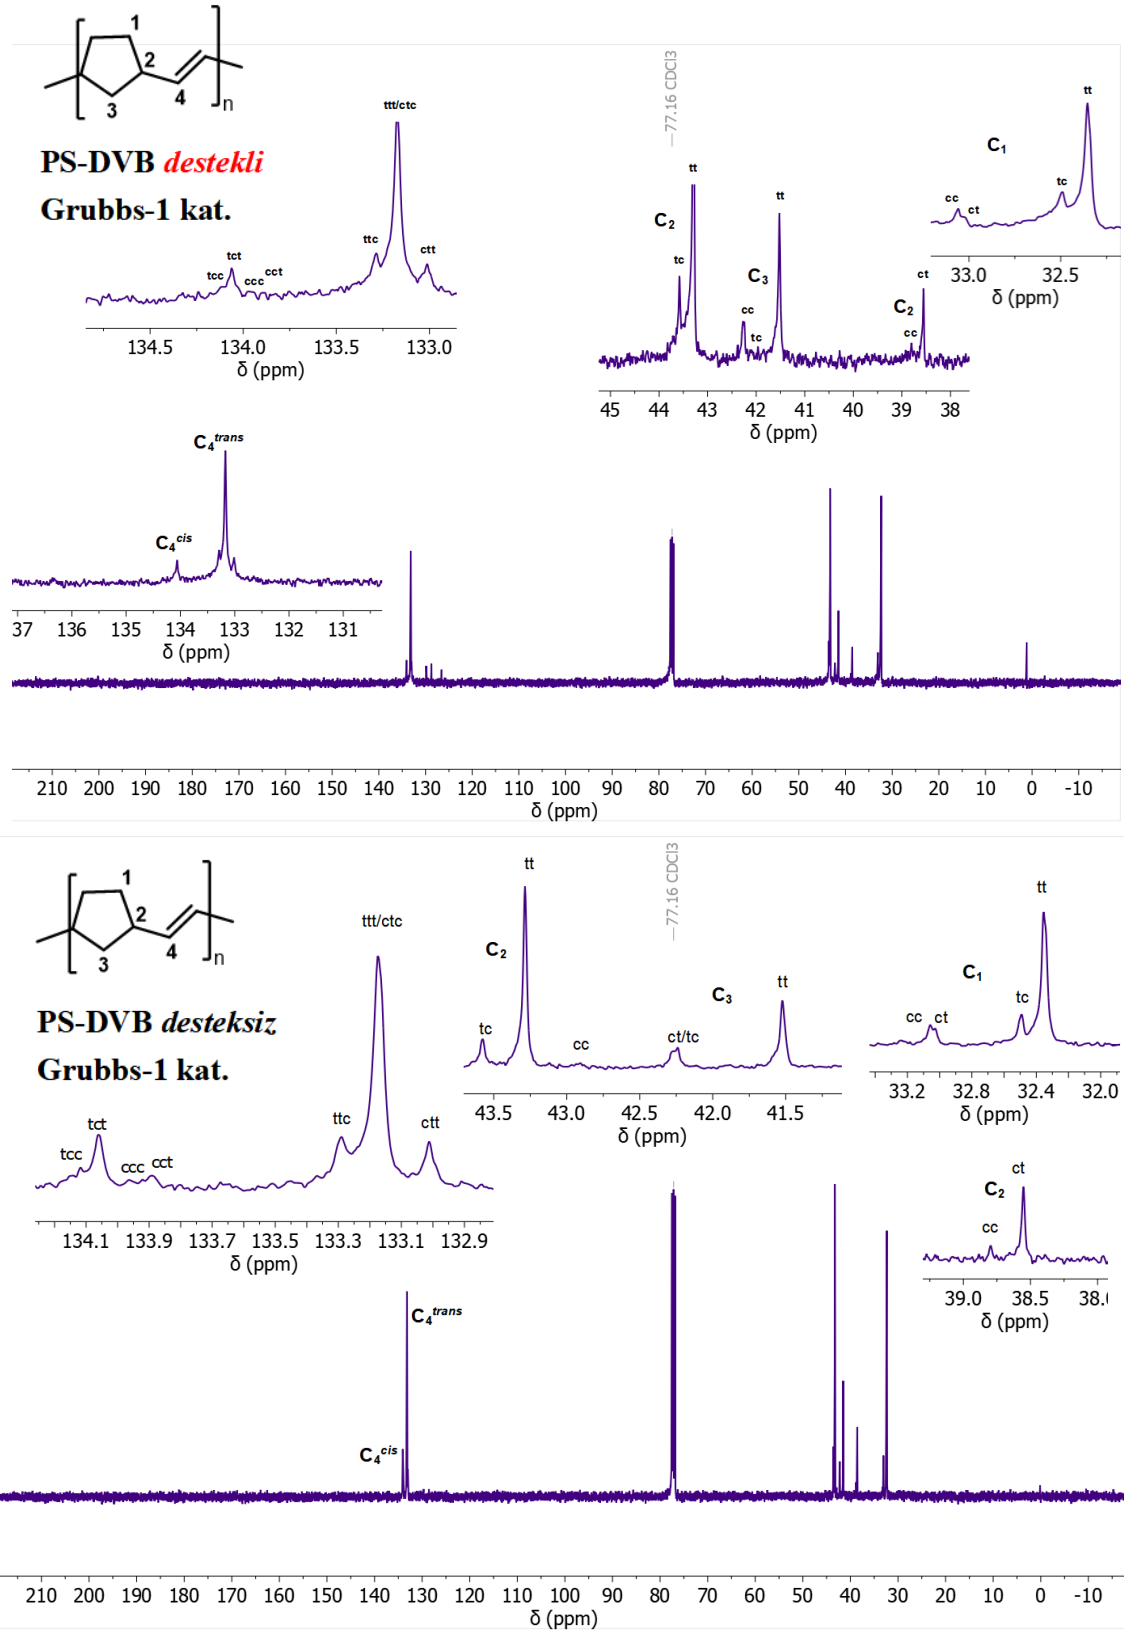 1
2
3
4
n
PS-DVB destekli
Grubbs-1 kat.
ttt/ctc
ttc
ctt
tct
tcc
ccc
cct
134.5 134.0 133.5 133.0
δ (ppm)
—77.16 CDCl3
C2
tc
tt
C3
cc
tc
tt
C2
cc
ct
45 44 43 42 41 40 39 38
δ (ppm)
C1
cc
ct
tc
tt
33.0 32.5
δ (ppm)
C4trans
C4cis
37 136 135 134 133 132 131
δ (ppm)
210 200 190 180 170 160 150 140 130 120 110 100 90 80 70 60 50 40 30 20 10 0 -10
δ (ppm)
1
2
3
4
n
PS-DVB desteksiz
Grubbs-1 kat.
ttt/ctc
ttc
ctt
tct
tcc
ccc
cct
134.1 133.9 133.7 133.5 133.3 133.1 132.9
δ (ppm)
—77.16 CDCl3
C2
tc
tt
cc
C3
ct/tc
tt
43.5 43.0 42.5 42.0 41.5
δ (ppm)
C1
cc
ct
tc
tt
33.2 32.8 32.4 32.0
δ (ppm)
C2
cc
ct
39.0 38.5 38.
δ (ppm)
C4trans
C4cis
210 200 190 180 170 160 150 140 130 120 110 100 90 80 70 60 50 40 30 20 10 0 -10
δ (ppm)